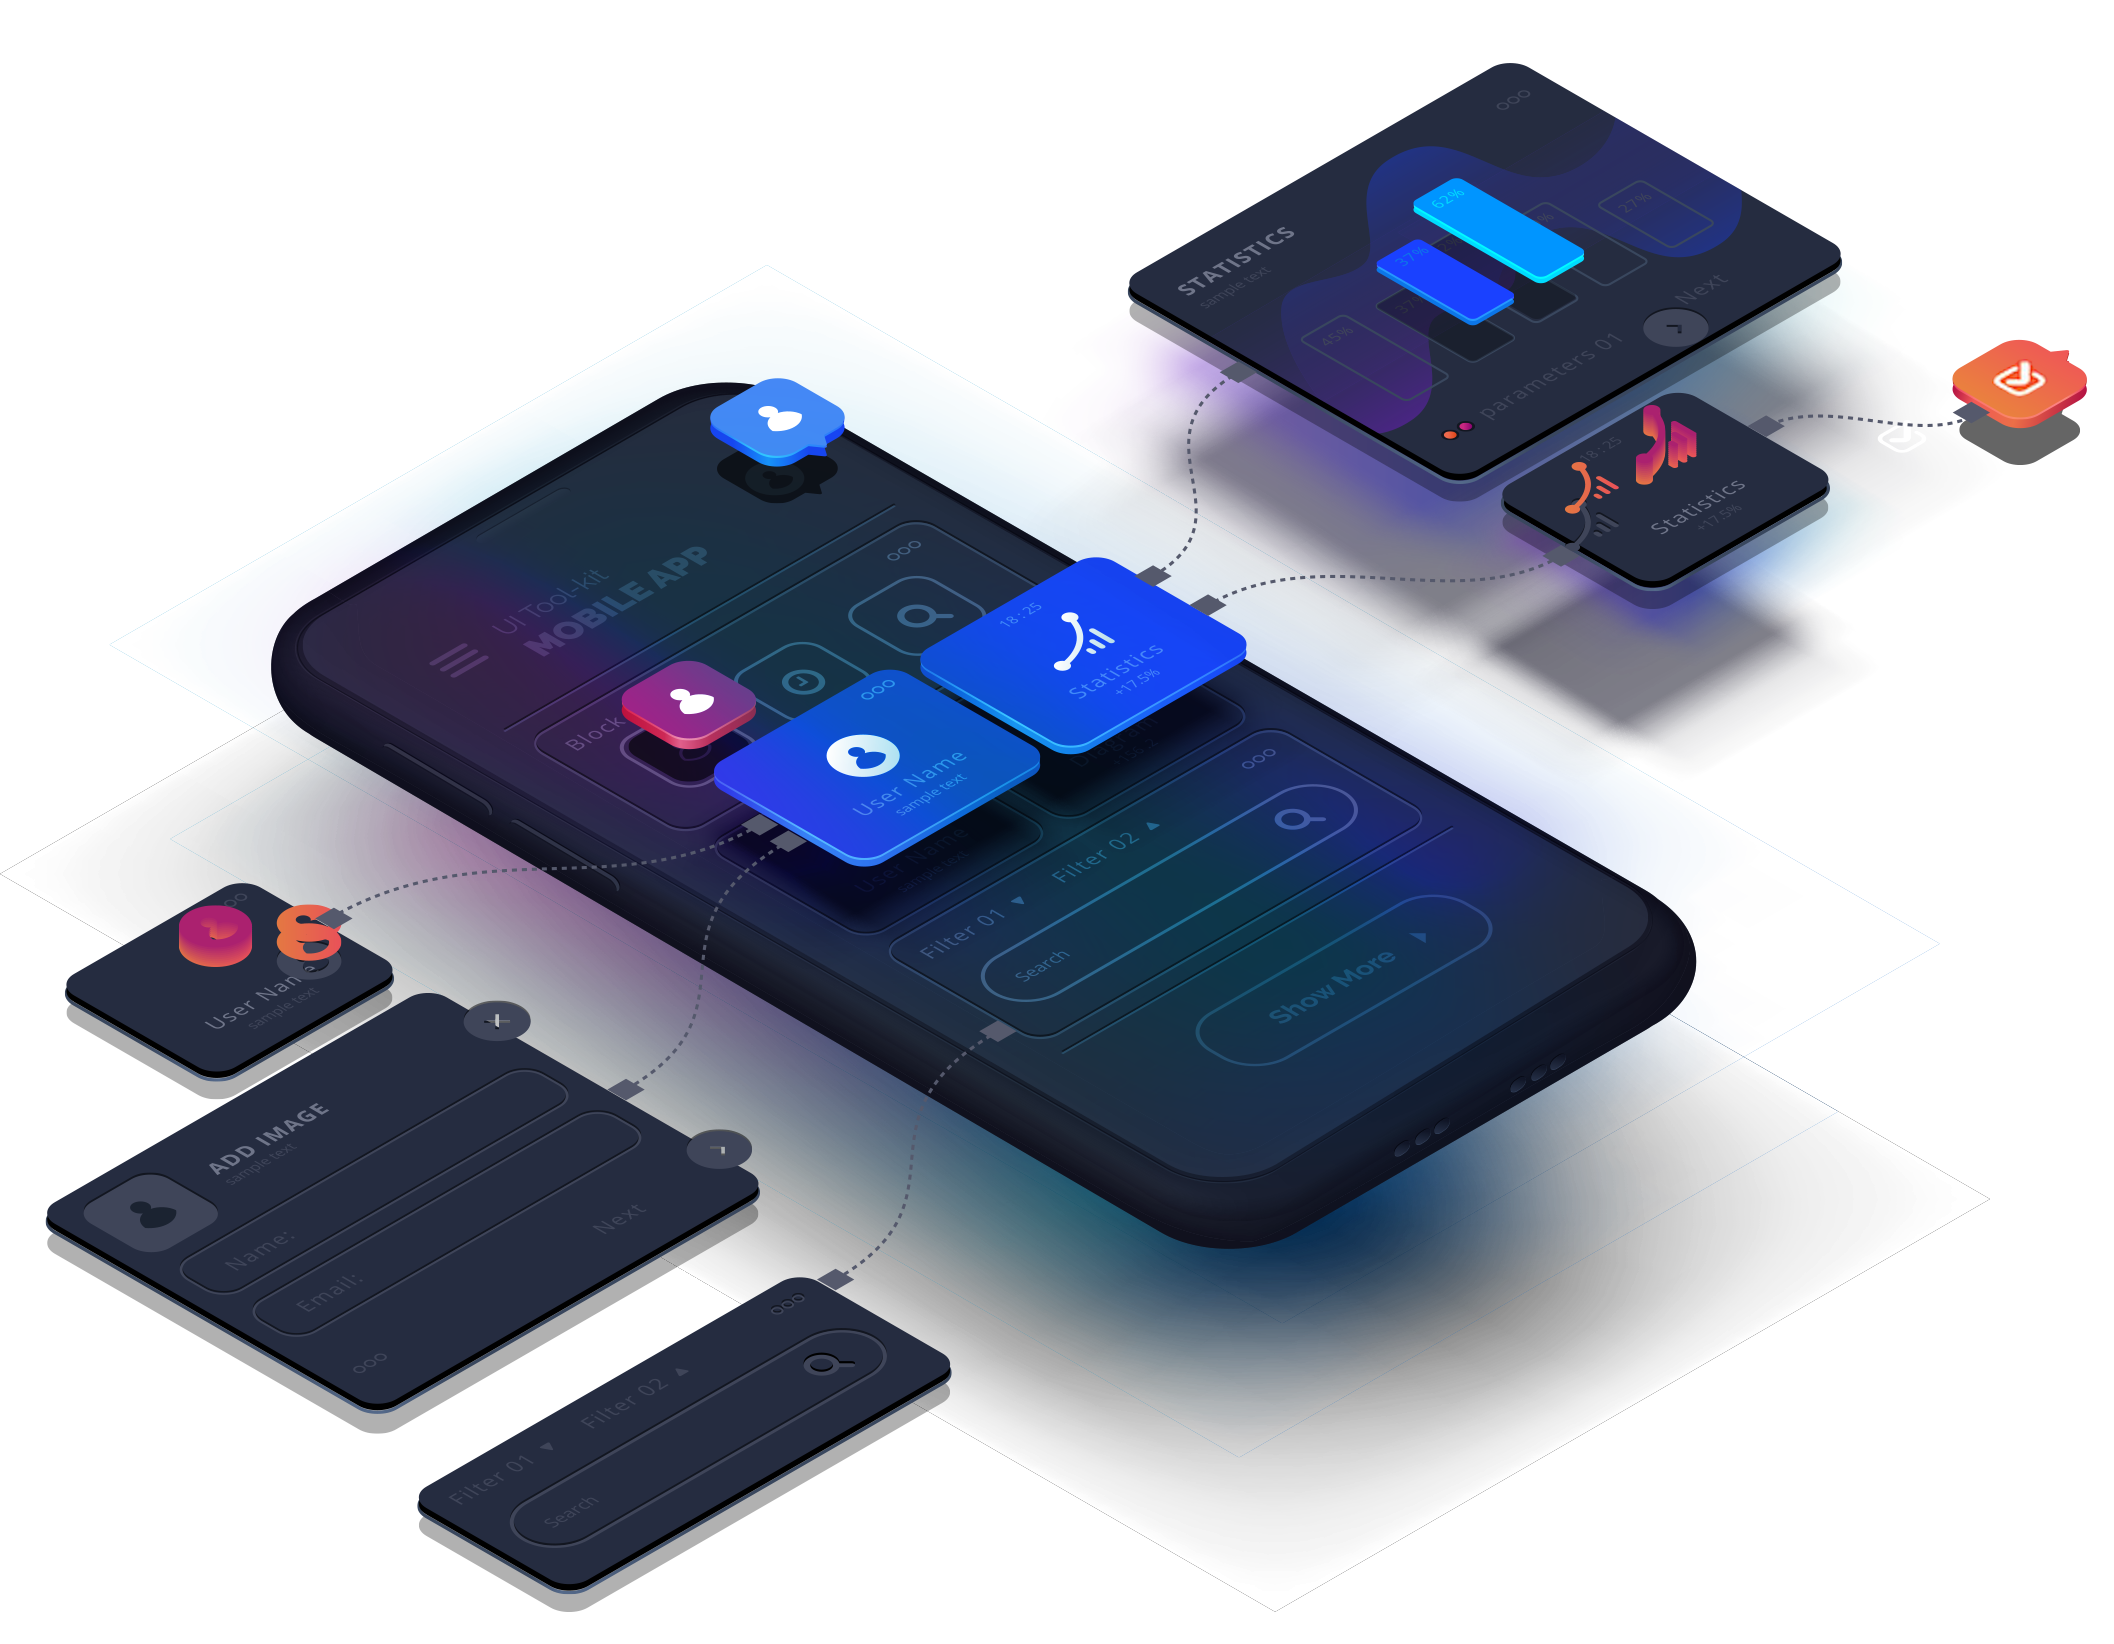 STATISTICS
sample text
62%
37%
37%
45%
27%
parameters 01
Next
18:25
Statistics
+17.5%
UI Tool-kit
MOBILE APP
Block
18:25
Statistics
+17.5%
User Name
sample text
Diagram
User Name
sample text
Filter 01 ▼
Filter 02 ▲
Search
Show More
User Name
sample text
ADD IMAGE
sample text
Name:
Email:
Next
Filter 01 ▼
Filter 02 ▲
Search